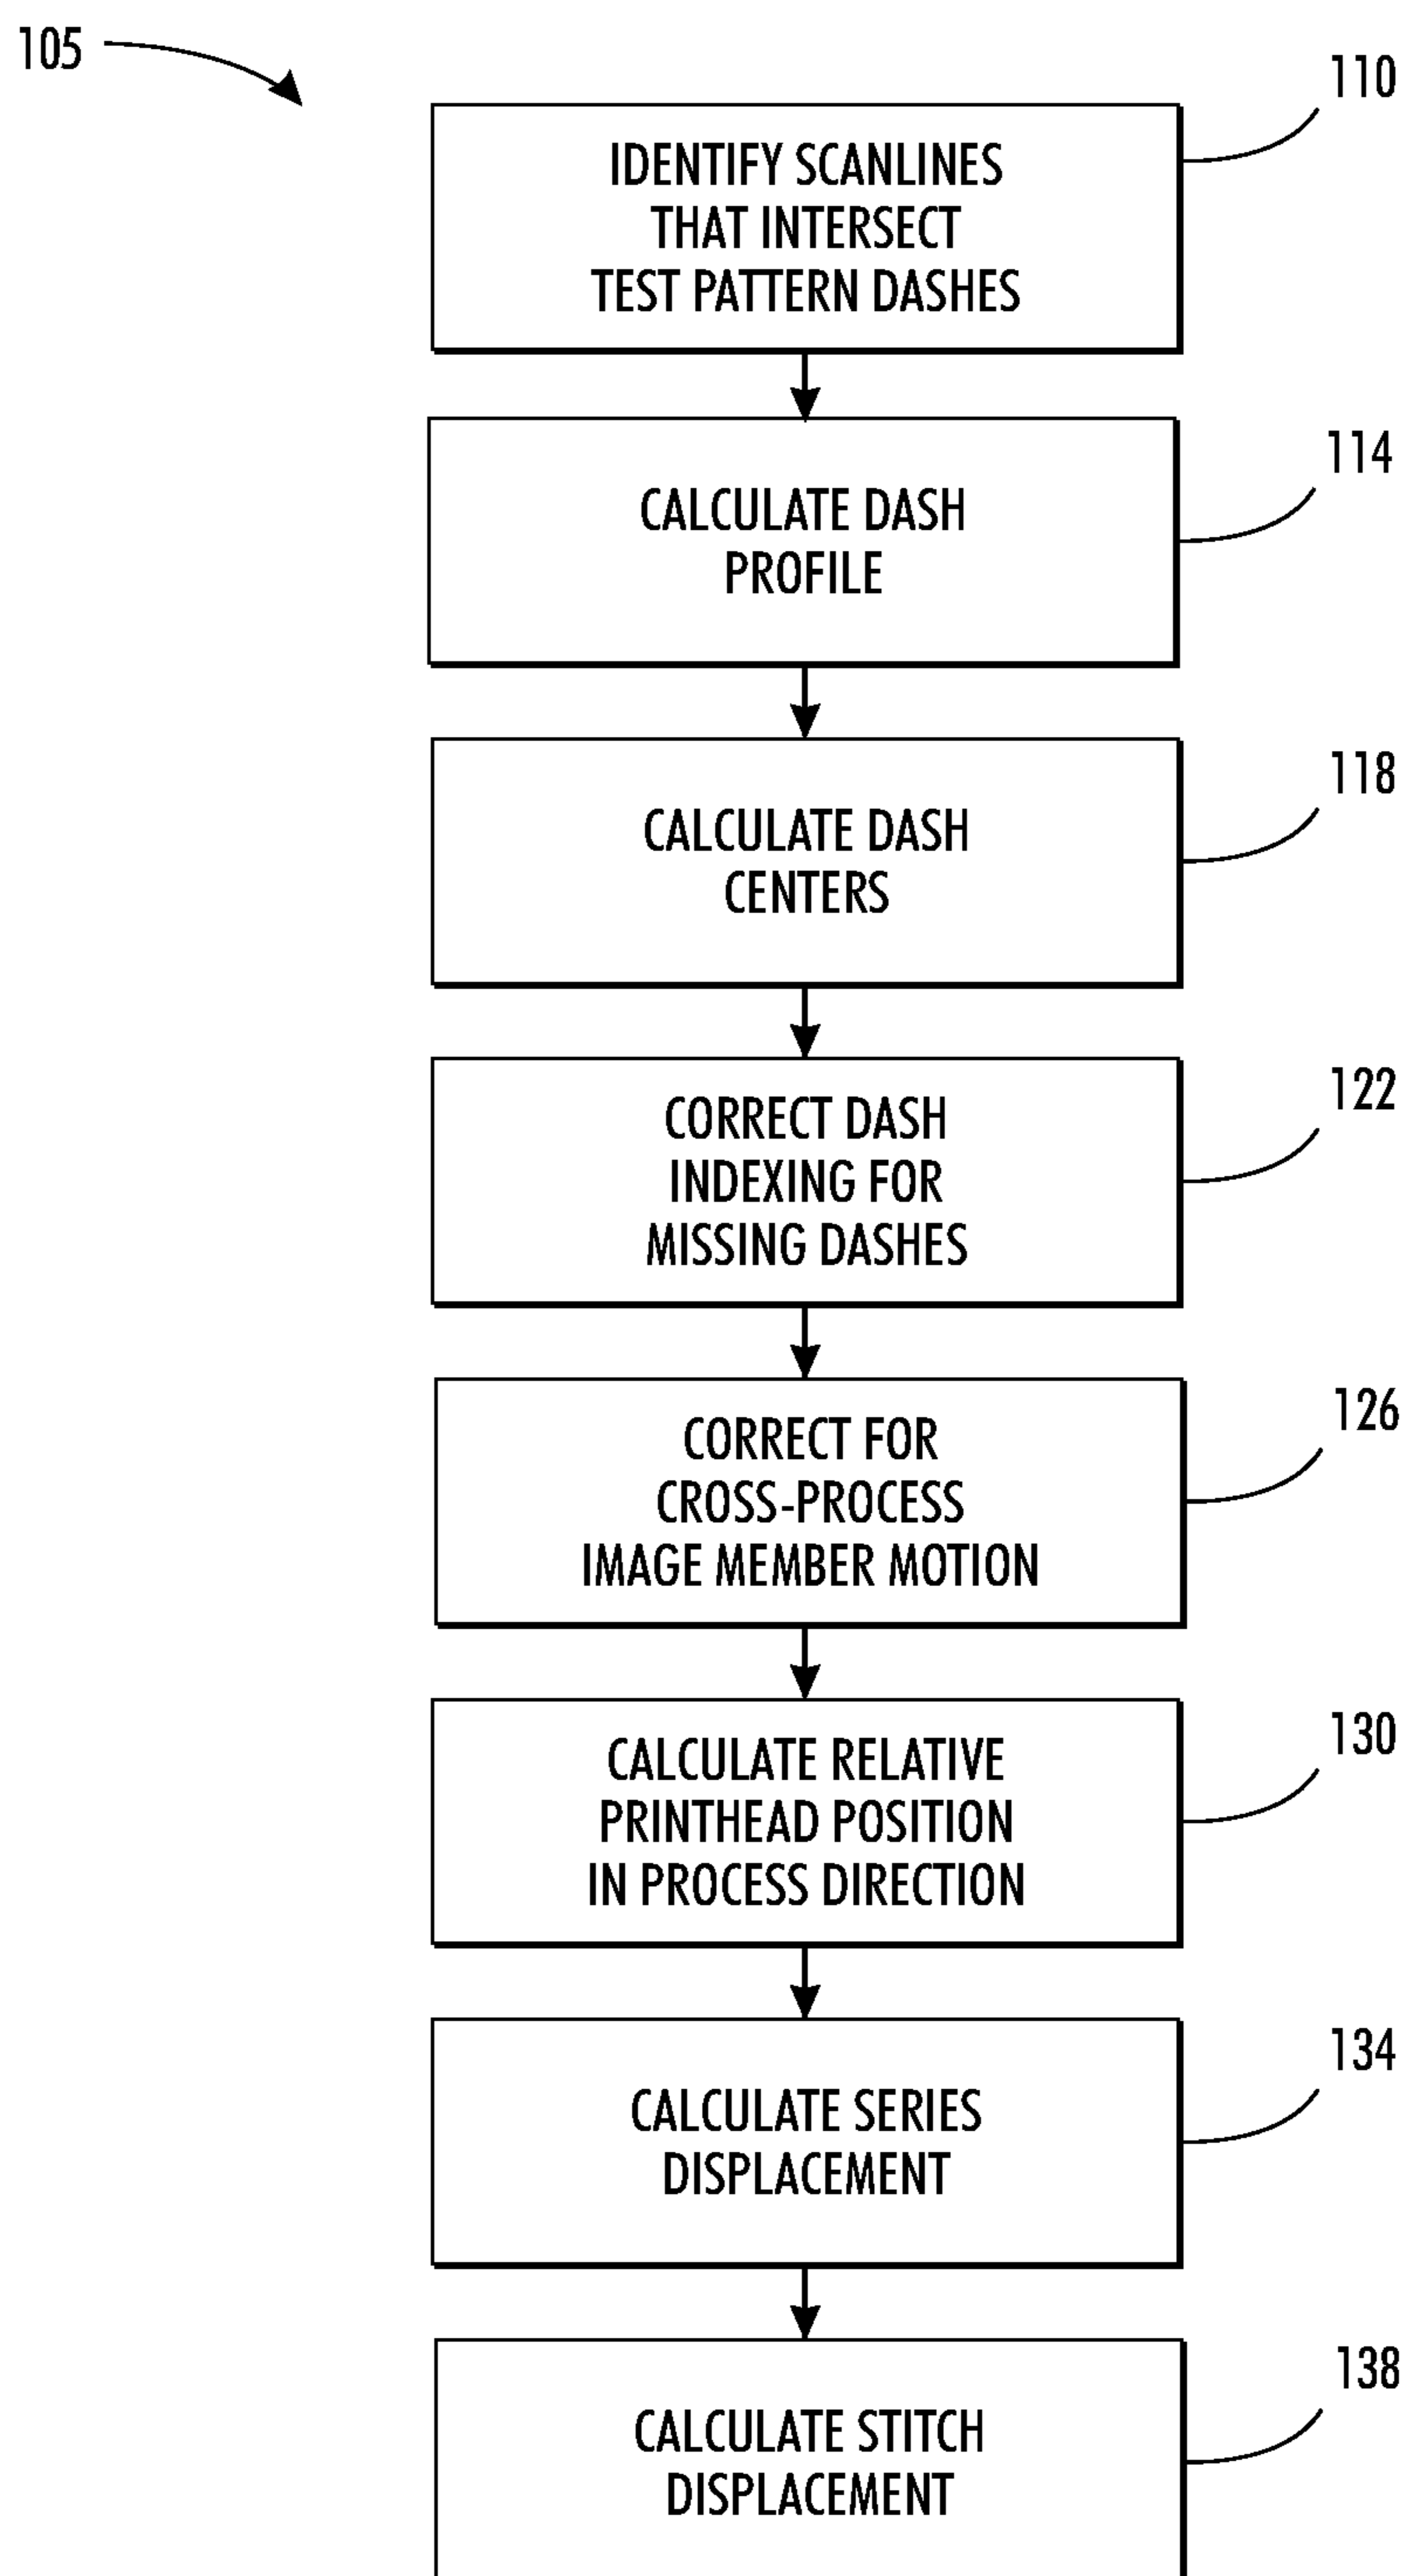 105
110
IDENTIFY SCANLINES
THAT INTERSECT
TEST PATTERN DASHES
114
CALCULATE DASH
PROFILE
118
CALCULATE DASH
CENTERS
122
CORRECT DASH
INDEXING FOR
MISSING DASHES
126
CORRECT FOR
CROSS-PROCESS
IMAGE MEMBER MOTION
130
CALCULATE RELATIVE
PRINTHEAD POSITION
IN PROCESS DIRECTION
134
CALCULATE SERIES
DISPLACEMENT
138
CALCULATE STITCH
DISPLACEMENT